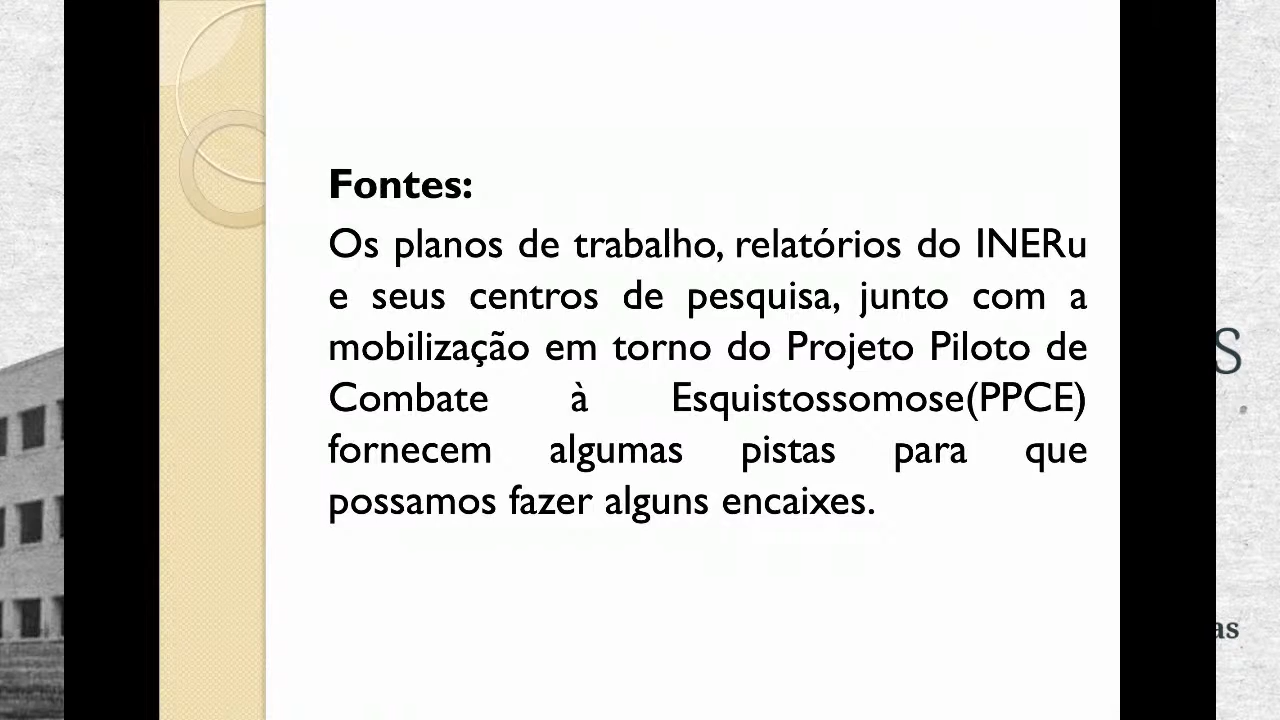 Fontes:
Os planos de trabalho, relatórios do INERu
e seus centros de pesquisa, junto com a
mobilização em torno do Projeto Piloto de
Combate à Esquistossomose(PPCE)
fornecem algumas pistas para que
possamos fazer alguns encaixes.
s
as